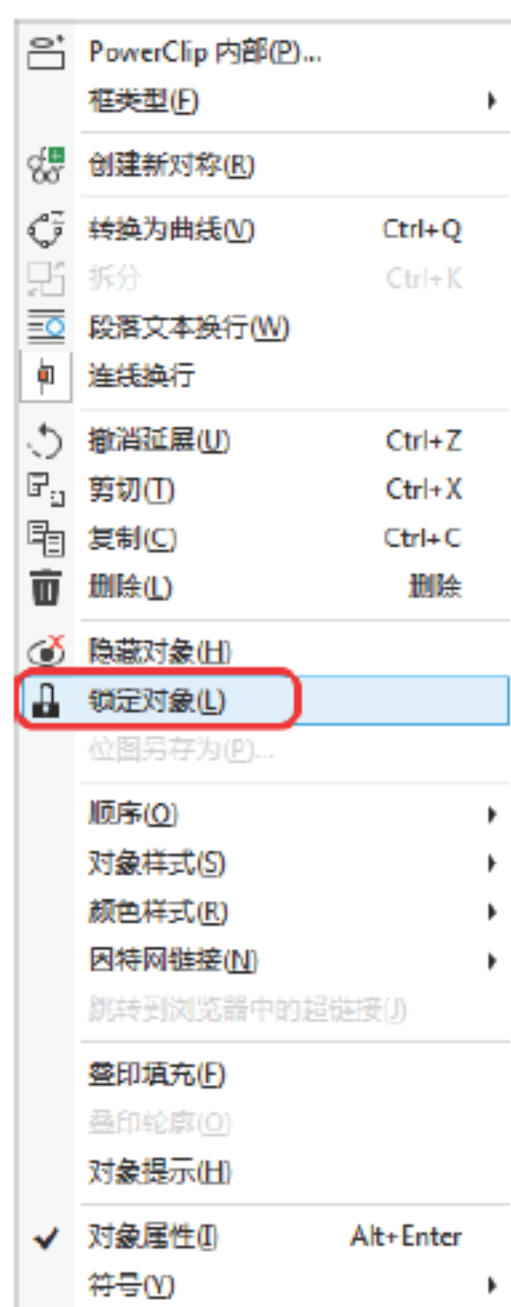 PowerClip 内部(P)...
框类型(F)
创建新对称(R)
转换为曲线(V) Ctrl+Q
拆分 Ctrl+K
段落文本换行(W)
连线换行
撤消延展(U) Ctrl+Z
剪切(T) Ctrl+X
复制(C) Ctrl+C
删除(L) 删除
隐藏对象(H)
锁定对象(L)
位图另存为(P)...
顺序(O)
对象样式(S)
颜色样式(R)
因特网链接(N)
跳转到浏览器中的超链接(J)
叠印填充(F)
叠印轮廓(O)
对象提示(H)
对象属性(I) Alt+Enter
符号(Y)